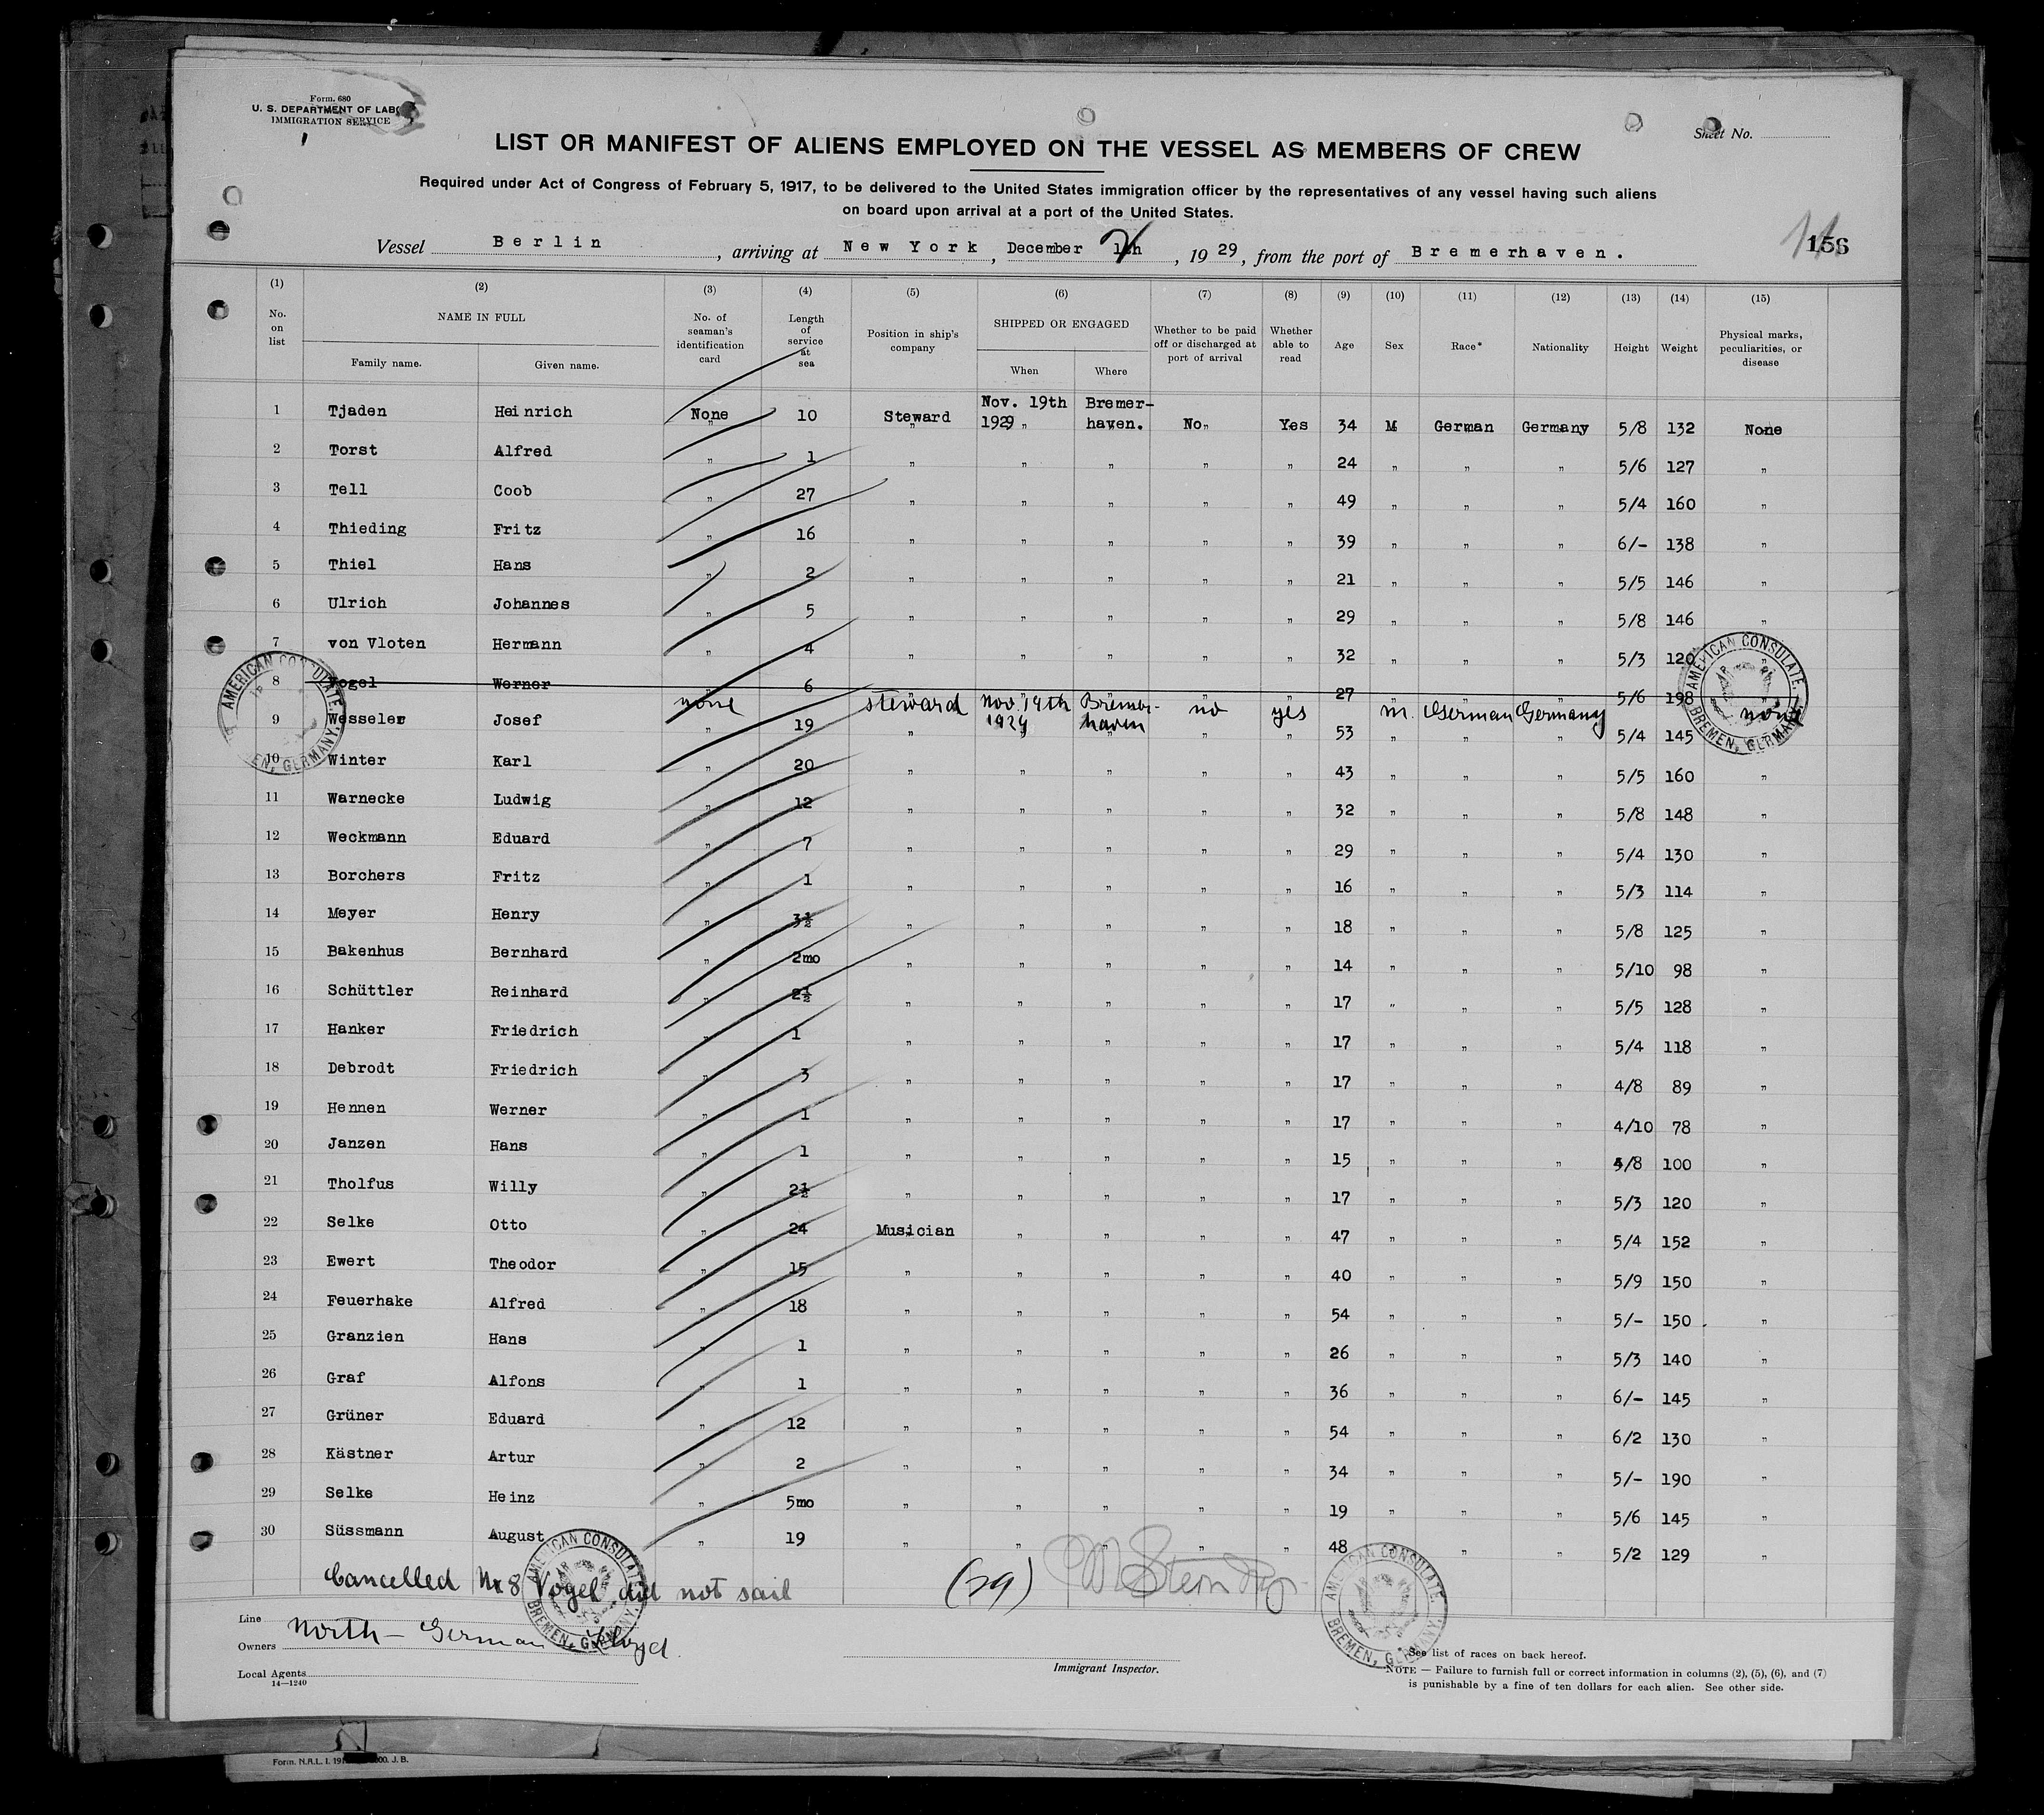 Form. 680
U. S. DEPARTMENT OF LABOR
IMMIGRATION SERVICE
Sheet No.
LIST OR MANIFEST OF ALIENS EMPLOYED ON THE VESSEL AS MEMBERS OF CREW
Required under Act of Congress of February 5, 1917, to be delivered to the United States immigration officer by the representatives of any vessel having such aliens
on board upon arrival at a port of the United States.
156
Vessel Berlin, arriving at New York, December 1929, from the port of Bremerhaven.
(1) (2) (3) (4) (5) (6) (7) (8) (9) (10) (11) (12) (13) (14) (15)
No. on list NAME IN FULL Family name. Given name. No. of seaman's identification card Length of service at sea Position in ship's company SHIPPED OR ENGAGED When Where Whether to be paid off or discharged at port of arrival Whether able to read Age Sex Race* Nationality Height Weight Physical marks, peculiarities, or disease
1 Tjaden Heinrich None 10 Steward Nov. 19th 1929 Bremerhaven. No Yes 34 M German Germany 5/8 132 None
2 Torst Alfred " 1 " " " " " 24 " " " 5/6 127 "
3 Tell Coob " 27 " " " " " 49 " " " 5/4 160 "
4 Thieding Fritz " 16 " " " " " 39 " " " 6/- 138 "
5 Thiel Hans " 2 " " " " " 21 " " " 5/5 146 "
6 Ulrich Johannes " 5 " " " " " 29 " " " 5/8 146 "
7 von Vloten Hermann " 4 " " " " " 32 " " " 5/3 120 "
8 Vogel Werner " 6 " " " " " 27 " " " 5/6 198
9 Wesseler Josef none 19 steward Nov. 19th 1929 Bremerhaven no yes 53 m. German Germany 5/4 145 none
10 Winter Karl " 20 " " " " " 43 " " " 5/5 160 "
11 Warnecke Ludwig " 12 " " " " " 32 " " " 5/8 148 "
12 Weckmann Eduard " 7 " " " " " 29 " " " 5/4 130 "
13 Borchers Fritz " 1 " " " " " 16 " " " 5/3 114 "
14 Meyer Henry " 3½ " " " " " 18 " " " 5/8 125 "
15 Bakenhus Bernhard " 2mo " " " " " 14 " " " 5/10 98 "
16 Schüttler Reinhard " 2½ " " " " " 17 " " " 5/5 128 "
17 Hanker Friedrich " 1 " " " " " 17 " " " 5/4 118 "
18 Debrodt Friedrich " 3 " " " " " 17 " " " 4/8 89 "
19 Hennen Werner " 1 " " " " " 17 " " " 4/10 78 "
20 Janzen Hans " 1 " " " " " 15 " " " /8 100 "
21 Tholfus Willy " 2½ " " " " " 17 " " " 5/3 120 "
22 Selke Otto " 24 Musician " " " " 47 " " " 5/4 152 "
23 Ewert Theodor " 15 " " " " " 40 " " " 5/9 150 "
24 Feuerhake Alfred " 18 " " " " " 54 " " " 5/- 150 "
25 Granzien Hans " 1 " " " " " 26 " " " 5/3 140 "
26 Graf Alfons " 1 " " " " " 36 " " " 6/- 145 "
27 Grüner Eduard " 12 " " " " " 54 " " " 6/2 130 "
28 Kästner Artur " 2 " " " " " 34 " " " 5/- 190 "
29 Selke Heinz " 5mo " " " " " 19 " " " 5/6 145 "
30 Süssmann August " 19 " " " " " 48 " " " 5/2 129 "
AMERICAN CONSULATE. BREMEN, GERMANY.
AMERICAN CONSULATE. BREMEN, GERMANY.
Cancelled Nr 8 Vogel did not sail
(29)
AMERICAN CONSULATE. BREMEN, GERMANY.
AMERICAN CONSULATE. BREMEN, GERMANY.
Line
Owners North-German Lloyd.
Local Agents
14—1240
Immigrant Inspector.
*See list of races on back hereof.
NOTE — Failure to furnish full or correct information in columns (2), (5), (6), and (7)
is punishable by a fine of ten dollars for each alien. See other side.
Form. N.A.L. I. 19 J. B.